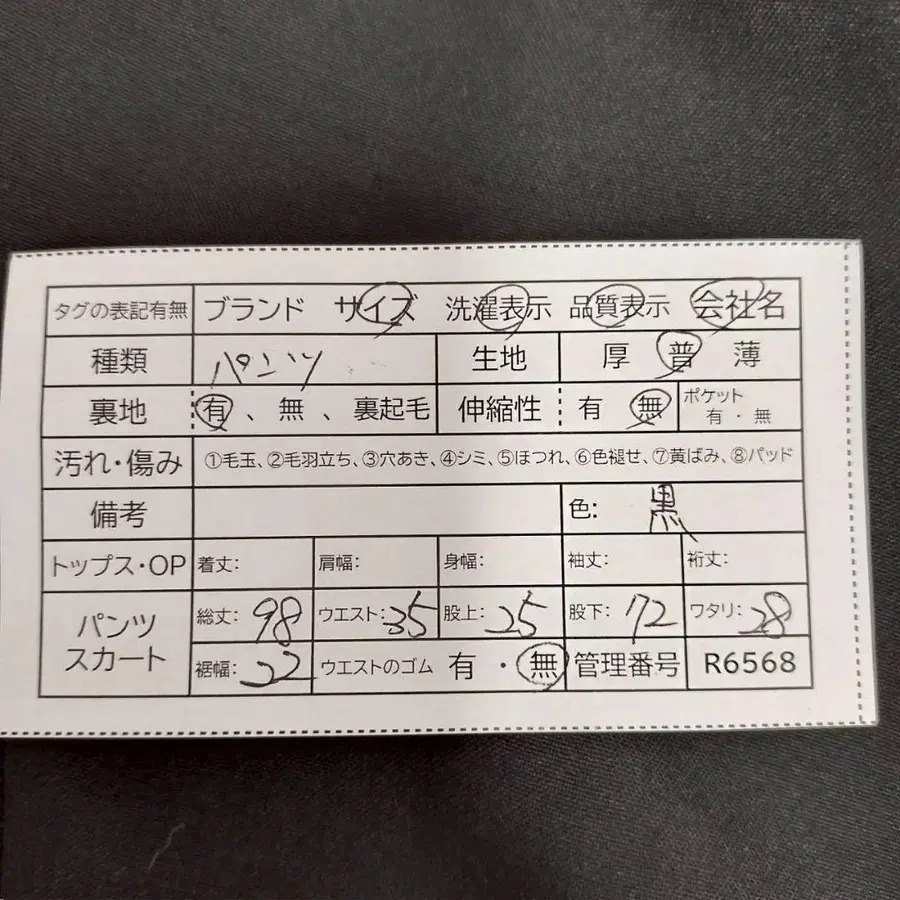 タグの表記有無 ブランド サイズ 洗濯表示 品質表示 会社名
種類 パンツ 生地 厚 普 薄
裏地 有、無、裏起毛 伸縮性 有 無 ポケット 有・無
汚れ・傷み ①毛玉、②毛羽立ち、③穴あき、④シミ、⑤ほつれ、⑥色褪せ、⑦黄ばみ、⑧パッド
備考 色: 黒
トップス・OP 着丈: 肩幅: 身幅: 袖丈: 裄丈:
パンツ スカート 総丈: 98 ウエスト: 35 股上: 25 股下: 72 ワタリ: 28
裾幅: 22 ウエストのゴム 有・無 管理番号 R6568